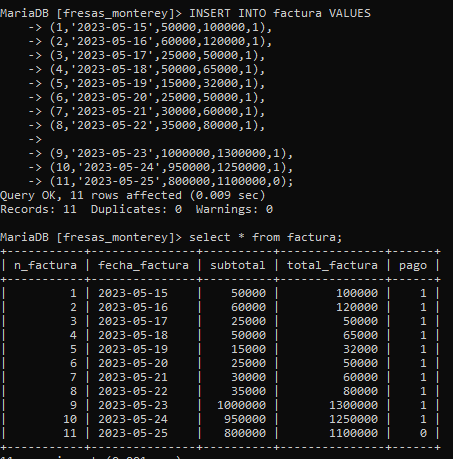 MariaDB [fresas_monterey]> INSERT INTO factura VALUES
    -> (1,'2023-05-15',50000,100000,1),
    -> (2,'2023-05-16',60000,120000,1),
    -> (3,'2023-05-17',25000,50000,1),
    -> (4,'2023-05-18',50000,65000,1),
    -> (5,'2023-05-19',15000,32000,1),
    -> (6,'2023-05-20',50000,50000,1),
    -> (7,'2023-05-21',30000,60000,1),
    -> (8,'2023-05-22',35000,80000,1),
    ->
    -> (9,'2023-05-23',1000000,1300000,1),
    -> (10,'2023-05-24',950000,1250000,1),
    -> (11,'2023-05-25',800000,1100000,0);
Query OK, 11 rows affected (0.009 sec)
Records: 11  Duplicates: 0  Warnings: 0

MariaDB [fresas_monterey]> select * from factura;
+-----------+---------------+----------+---------------+------+
| n_factura | fecha_factura | subtotal | total_factura | pago |
+-----------+---------------+----------+---------------+------+
|         1 | 2023-05-15    |    50000 |        100000 |    1 |
|         2 | 2023-05-16    |    60000 |        120000 |    1 |
|         3 | 2023-05-17    |    25000 |         50000 |    1 |
|         4 | 2023-05-18    |    50000 |         65000 |    1 |
|         5 | 2023-05-19    |    15000 |         32000 |    1 |
|         6 | 2023-05-20    |    25000 |         50000 |    1 |
|         7 | 2023-05-21    |    30000 |         60000 |    1 |
|         8 | 2023-05-22    |    35000 |         80000 |    1 |
|         9 | 2023-05-23    |  1000000 |       1300000 |    1 |
|        10 | 2023-05-24    |   950000 |       1250000 |    1 |
|        11 | 2023-05-25    |   800000 |       1100000 |    0 |
+-----------+---------------+----------+---------------+------+